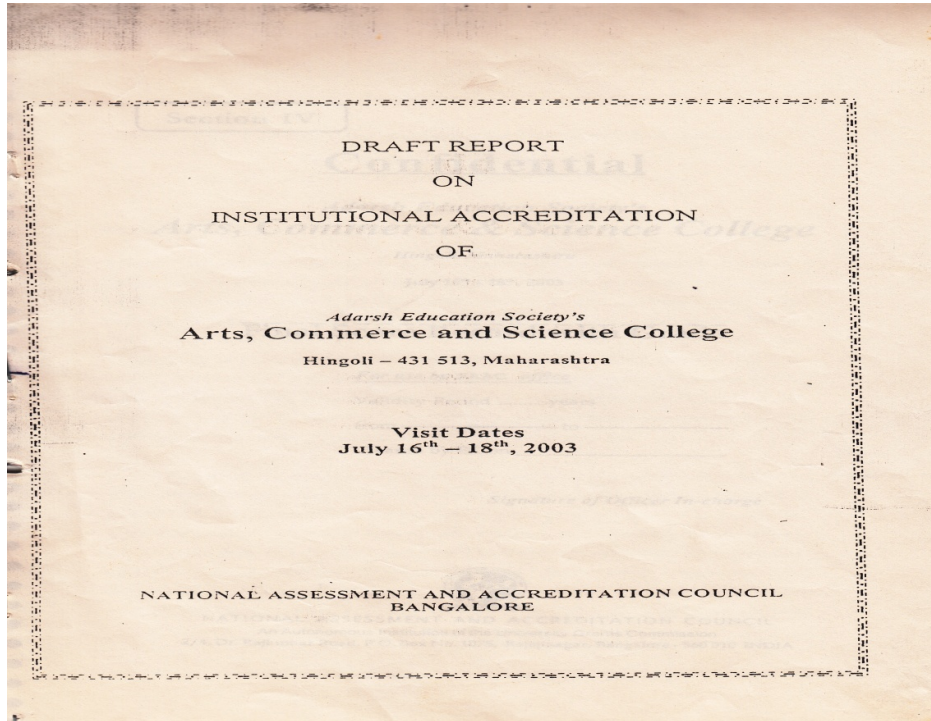 DRAFT REPORT
ON
INSTITUTIONAL ACCREDITATION
OF
Adarsh Education Society's
Arts, Commerce and Science College
Hingoli – 431 513, Maharashtra
Visit Dates
July 16th – 18th, 2003
NATIONAL ASSESSMENT AND ACCREDITATION COUNCIL
BANGALORE